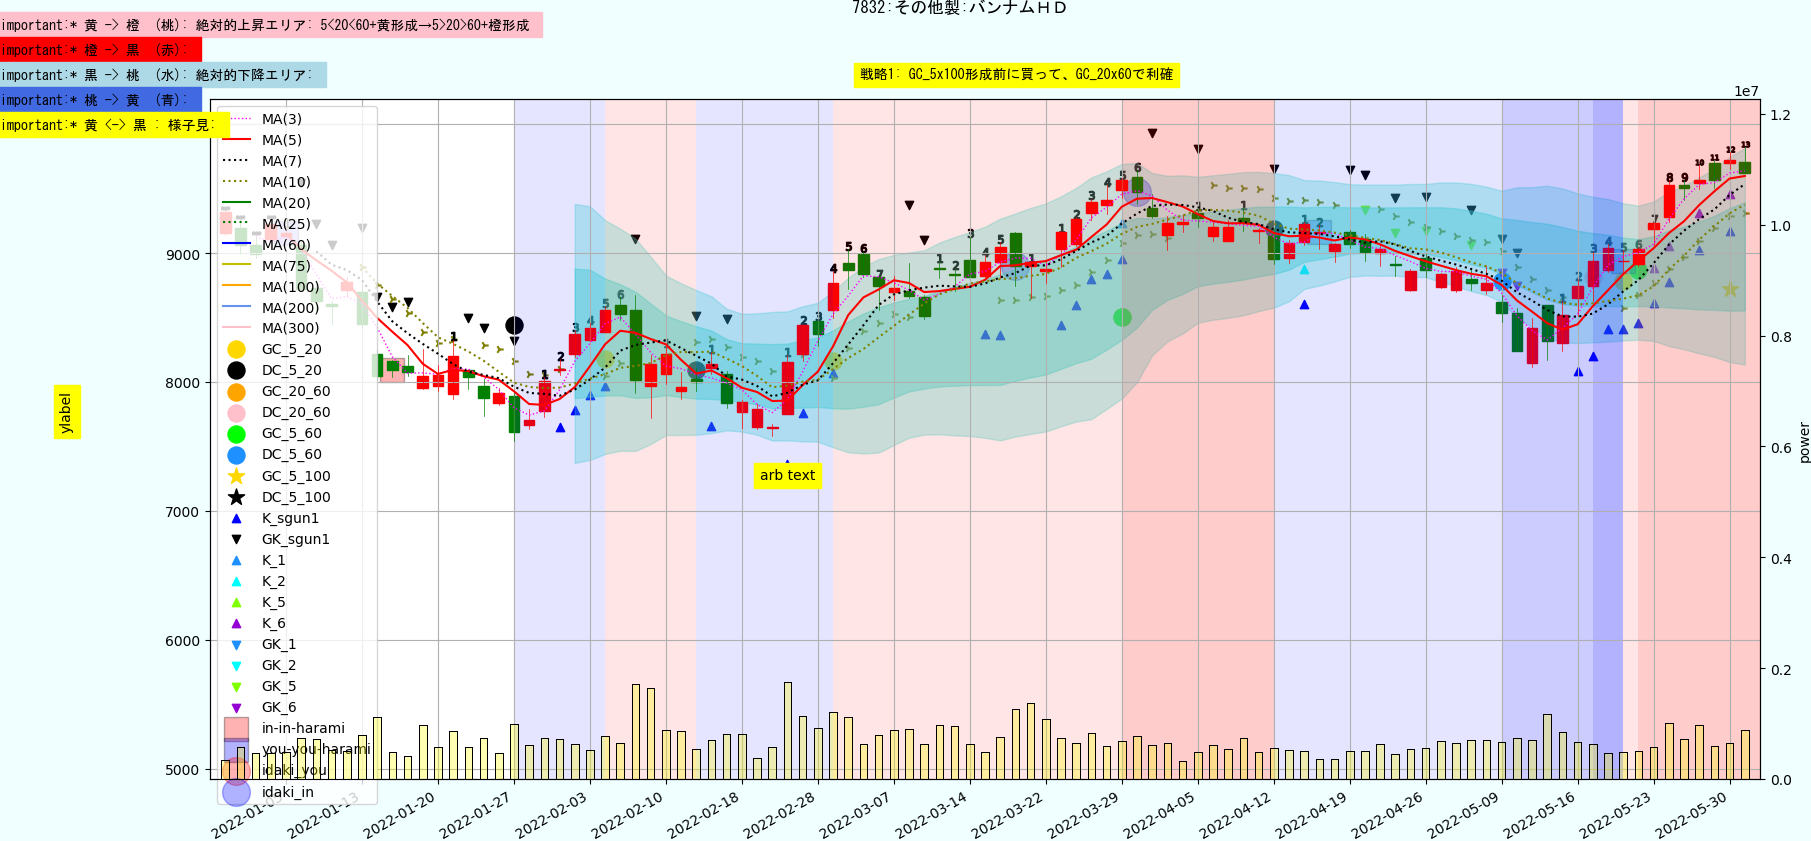 7832:その他製:バンナムＨＤ
important:* 黄 -> 橙 （桃）: 絶対的上昇エリア: 5<20<60+黄形成→5>20>60+橙形成
important:* 橙 -> 黒 （赤）:
important:* 黒 -> 桃 （水）: 絶対的下降エリア:
important:* 桃 -> 黄 （青）:
important:* 黄 <-> 黒 : 様子見:
戦略1: GC_5x100形成前に買って、GC_20x60で利確
1e7
MA(3)
MA(5)
MA(7)
MA(10)
MA(20)
MA(25)
MA(60)
MA(75)
MA(100)
MA(200)
MA(300)
GC_5_20
DC_5_20
GC_20_60
DC_20_60
GC_5_60
DC_5_60
GC_5_100
DC_5_100
K_sgun1
GK_sgun1
K_1
K_2
K_5
K_6
GK_1
GK_2
GK_5
GK_6
in-in-harami
you-you-harami
idaki_you
idaki_in
9000
8000
7000
6000
5000
ylabel
arb text
1.2
1.0
0.8
0.6
0.4
0.2
0.0
power
2022-01-05
2022-01-13
2022-01-20
2022-01-27
2022-02-03
2022-02-10
2022-02-18
2022-02-28
2022-03-07
2022-03-14
2022-03-22
2022-03-29
2022-04-05
2022-04-12
2022-04-19
2022-04-26
2022-05-09
2022-05-16
2022-05-23
2022-05-30